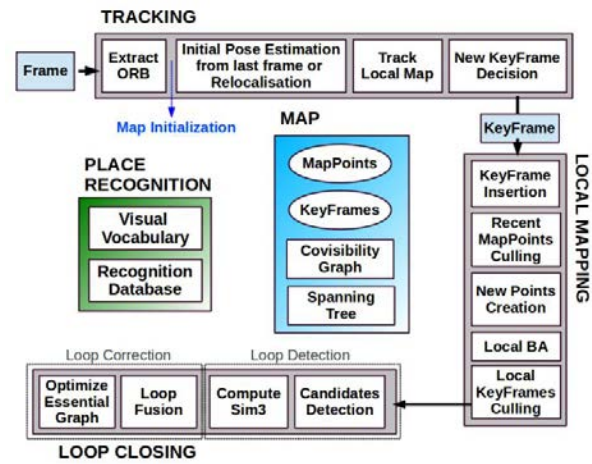 TRACKING
Frame
Extract
ORB
Initial Pose Estimation
from last frame or
Relocalisation
Track
Local Map
New KeyFrame
Decision
Map Initialization
MAP
KeyFrame
MapPoints
KeyFrames
Covisibility
Graph
Spanning
Tree
PLACE
RECOGNITION
Visual
Vocabulary
Recognition
Database
LOCAL MAPPING
KeyFrame
Insertion
Recent
MapPoints
Culling
New Points
Creation
Local BA
Local
KeyFrames
Culling
Loop Correction
Loop Detection
Optimize
Essential
Graph
Loop
Fusion
Compute
Sim3
Candidates
Detection
LOOP CLOSING